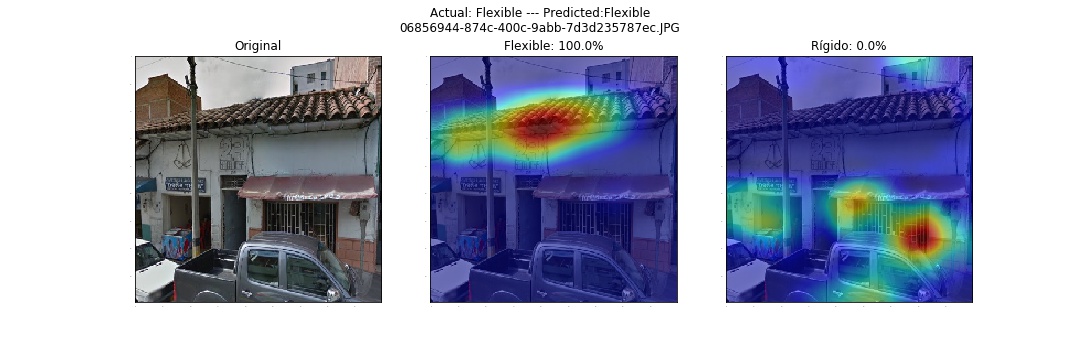 Actual: Flexible --- Predicted:Flexible
06856944-874c-400c-9abb-7d3d235787ec.JPG
Original
Flexible: 100.0%
Rígido: 0.0%